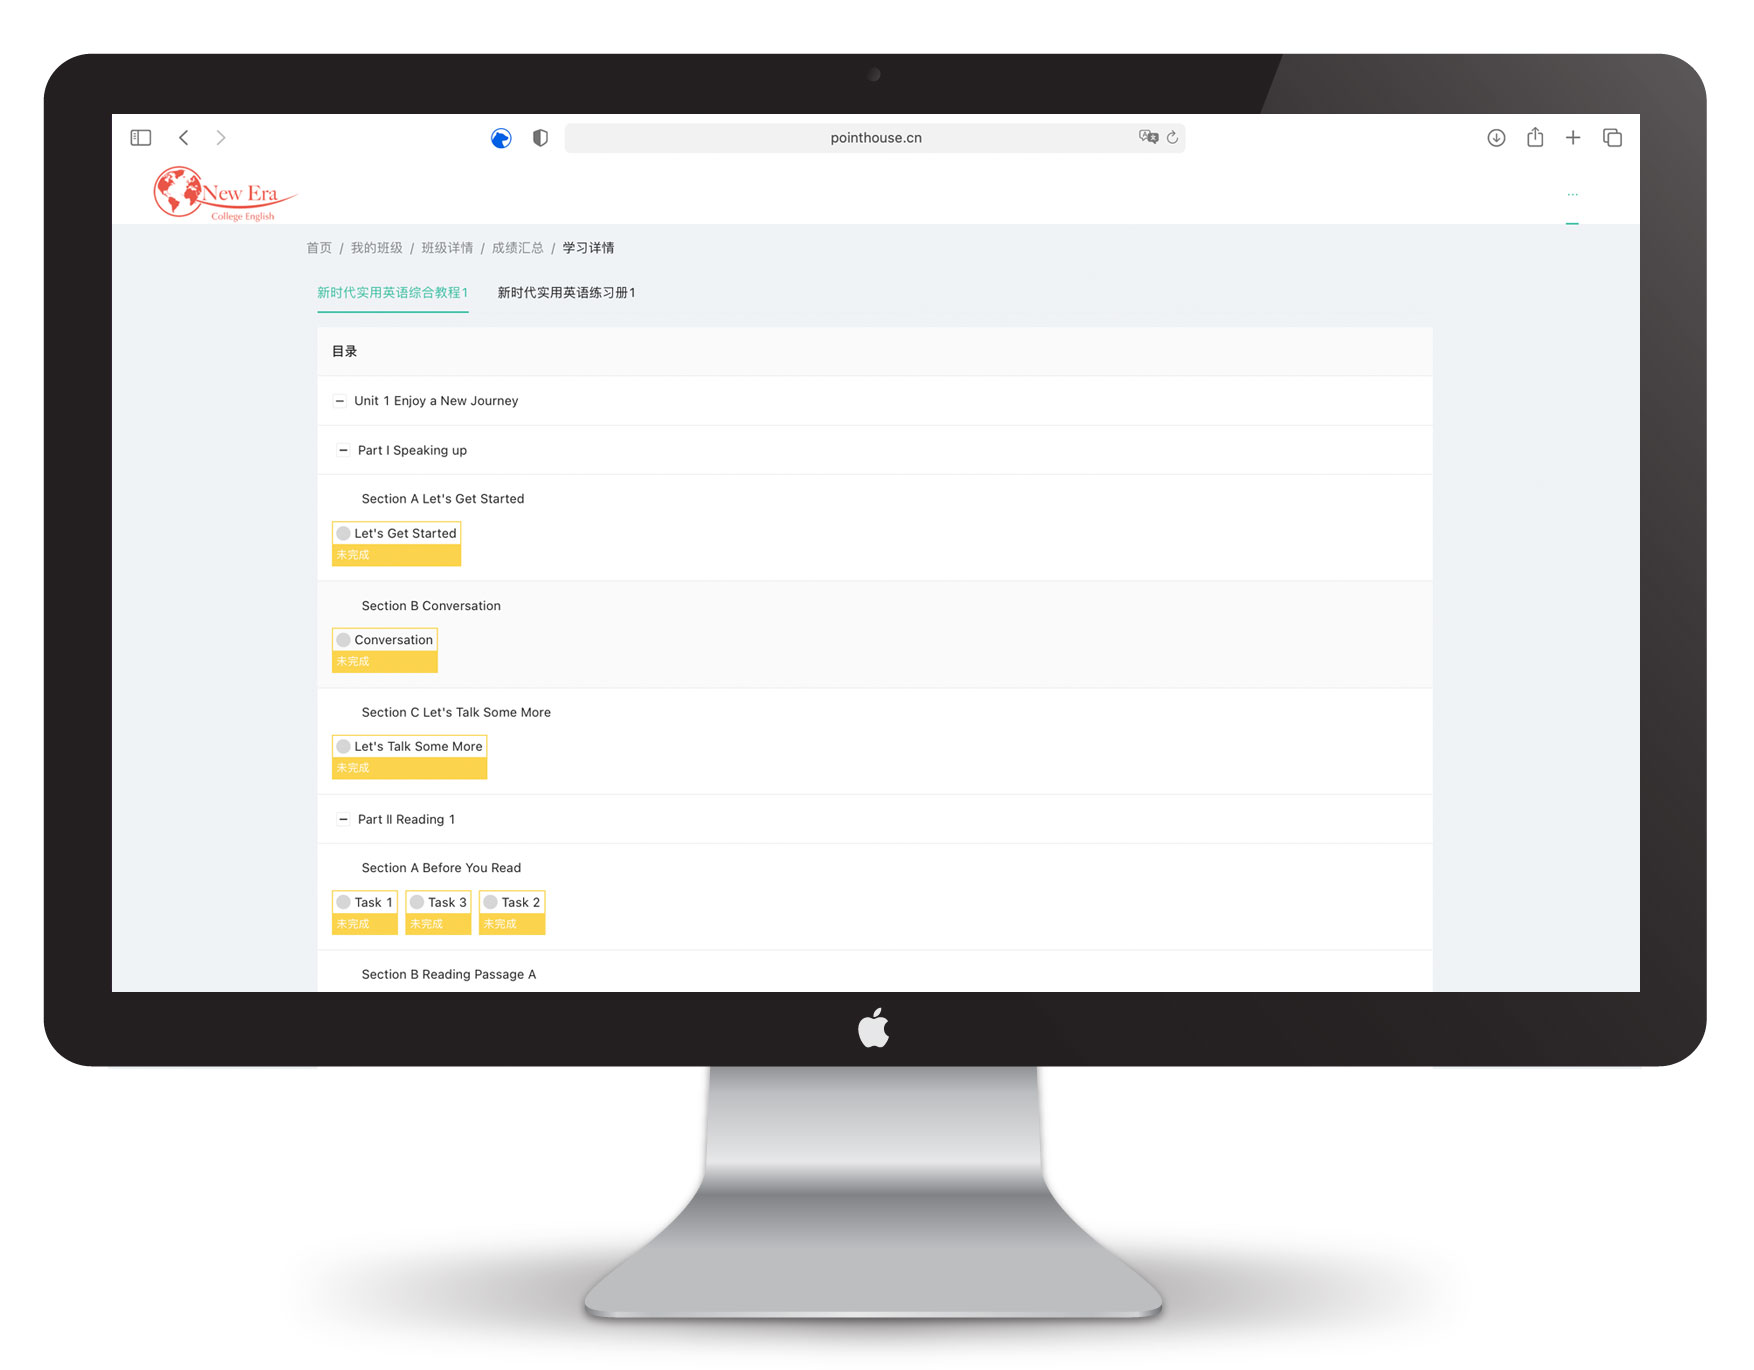 pointhouse.cn
New Era
College English
...
首页 / 我的班级 / 班级详情 / 成绩汇总 / 学习详情
新时代实用英语综合教程1 新时代实用英语练习册1
目录
Unit 1 Enjoy a New Journey
Part I Speaking up
Section A Let's Get Started
Let's Get Started
未完成
Section B Conversation
Conversation
未完成
Section C Let's Talk Some More
Let's Talk Some More
未完成
Part II Reading 1
Section A Before You Read
Task 1 Task 3 Task 2
未完成 未完成 未完成
Section B Reading Passage A